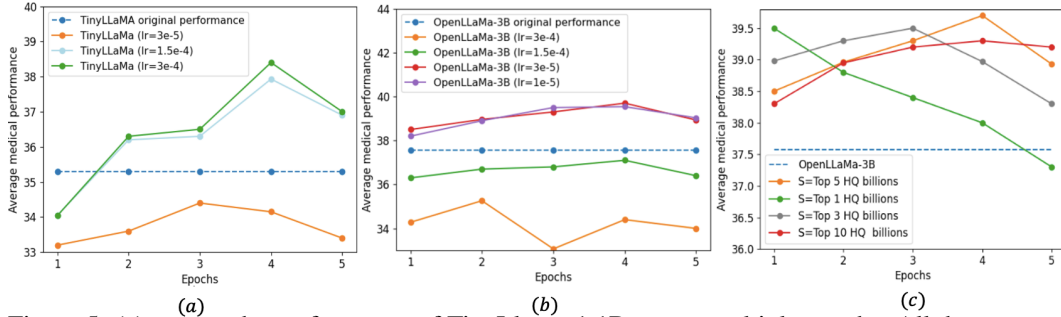 TinyLLaMA original performance
TinyLLaMa (lr=3e-5)
TinyLLaMa (lr=1.5e-4)
TinyLLaMa (lr=3e-4)
Average medical performance
40
39
38
37
36
35
34
33
1 2 3 4 5
Epochs
(a)
OpenLLaMa-3B original performance
OpenLLaMa-3B (lr=3e-4)
OpenLLaMa-3B (lr=1.5e-4)
OpenLLaMa-3B (lr=3e-5)
OpenLLaMa-3B (lr=1e-5)
Average medical performance
44
42
40
38
36
34
1 2 3 4 5
Epochs
(b)
Average medical performance
39.5
39.0
38.5
38.0
37.5
37.0
36.5
36.0
OpenLLaMa-3B
S=Top 5 HQ billions
S=Top 1 HQ billions
S=Top 3 HQ billions
S=Top 10 HQ billions
1 2 3 4 5
Epochs
(c)